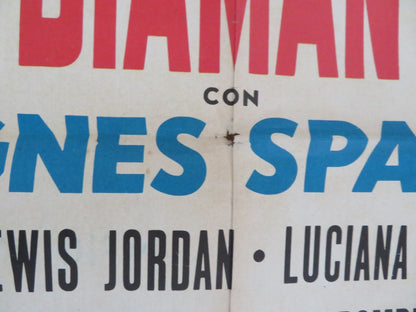 DIAMAN
CON
GNES SPA
EWIS JORDAN • LUCIANA